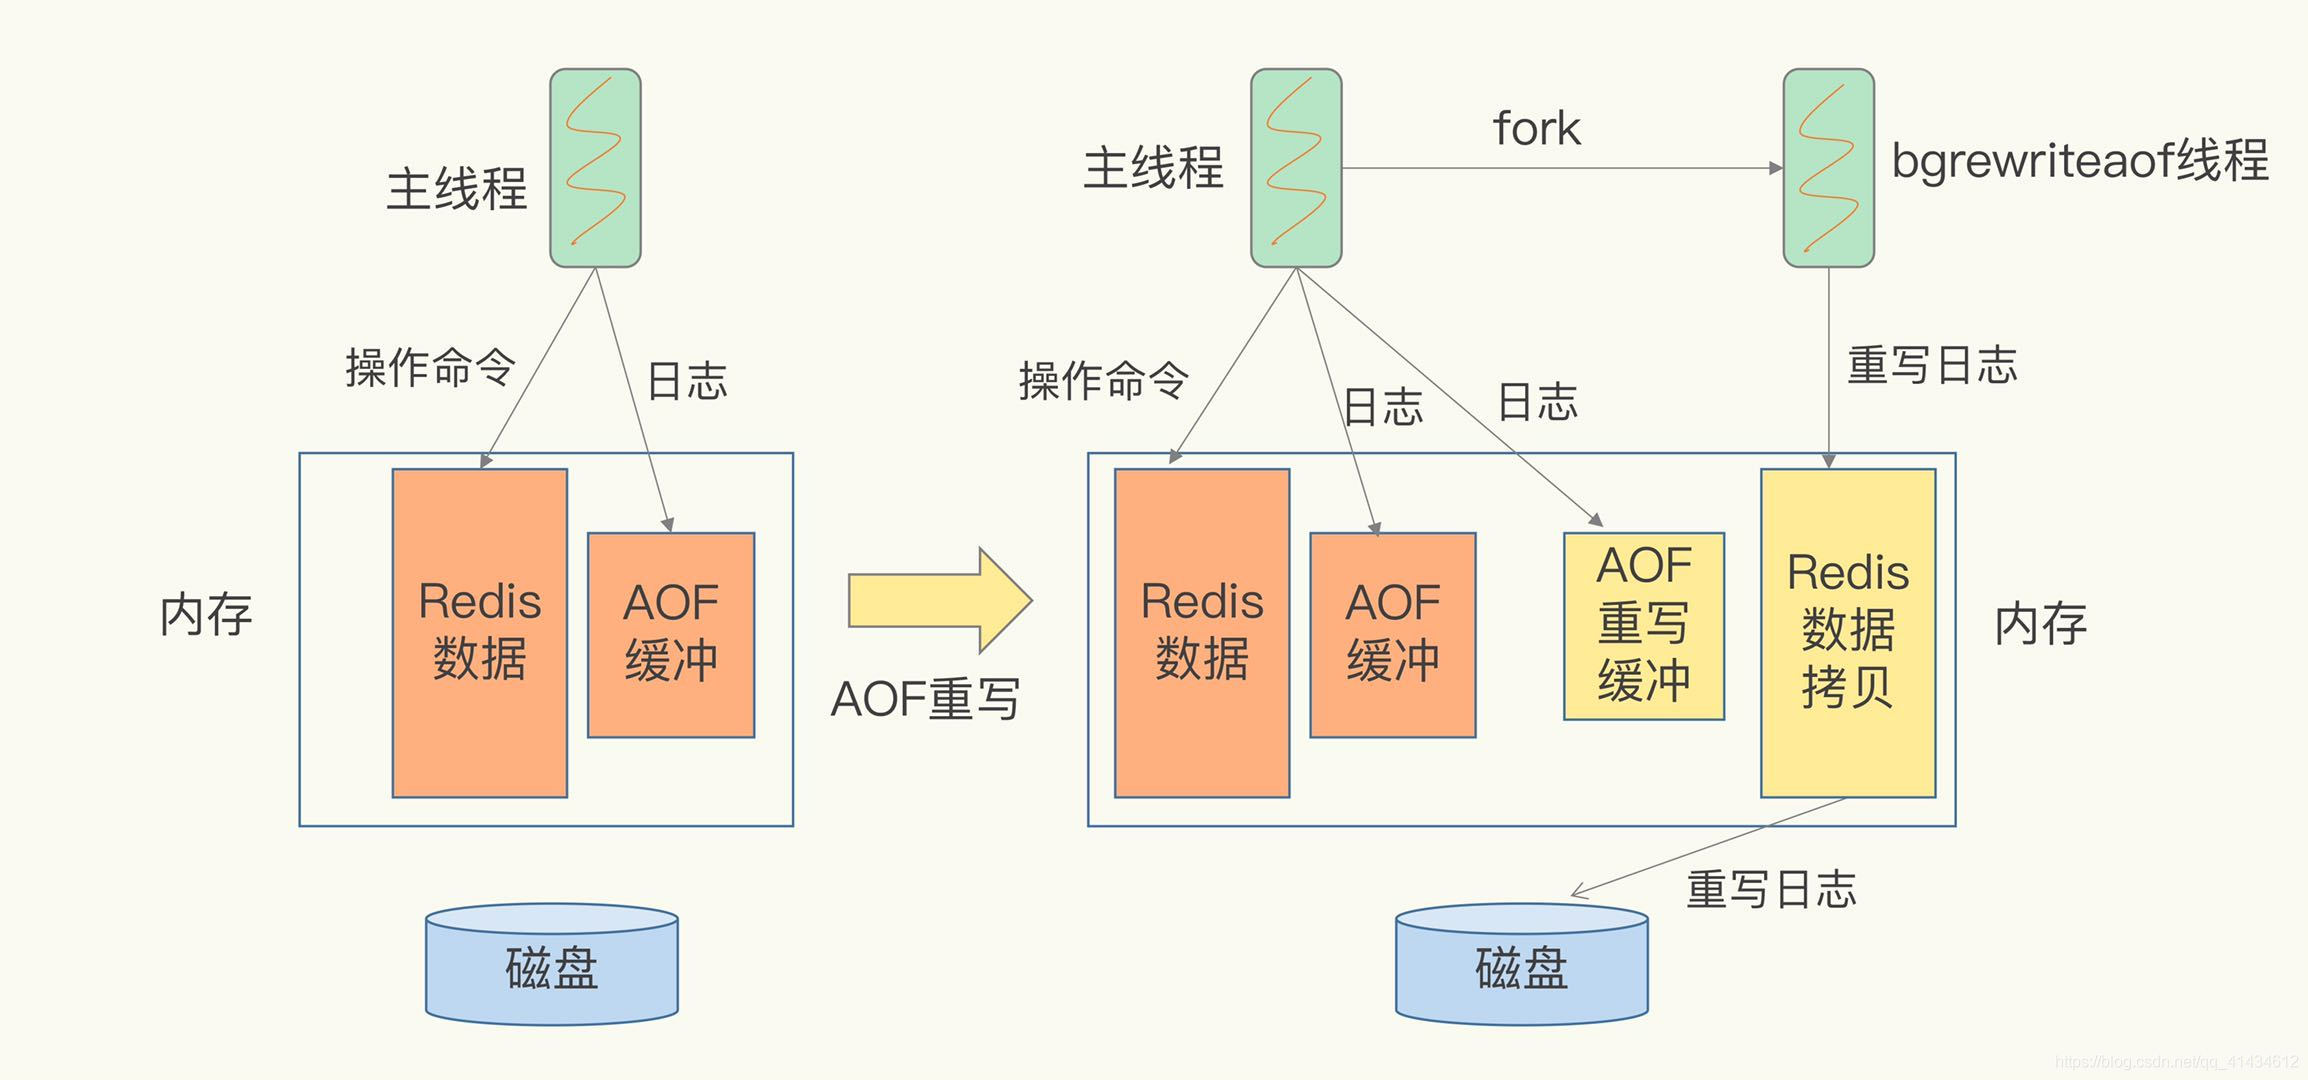 主线程
操作命令
日志
内存
Redis
数据
AOF
缓冲
磁盘
AOF重写
主线程
fork
bgrewriteaof线程
操作命令
日志
日志
重写日志
Redis
数据
AOF
缓冲
AOF
重写
缓冲
Redis
数据
拷贝
内存
重写日志
磁盘
https://blog.csdn.net/qq_41434612